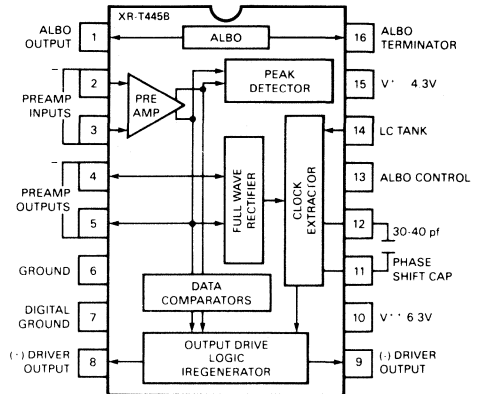 XR-T445B
ALBO
OUTPUT
1
ALBO
16
ALBO
TERMINATOR
2
PREAMP
INPUTS
3
PRE
AMP
PEAK
DETECTOR
15
V+ 4.3V
14
LC TANK
4
PREAMP
OUTPUTS
5
FULL WAVE
RECTIFIER
CLOCK
EXTRACTOR
13
ALBO CONTROL
12
30-40 pf
11
PHASE
SHIFT CAP
GROUND
6
DATA
COMPARATORS
DIGITAL
GROUND
7
10
V++ 6 3V
(·) DRIVER
OUTPUT
8
OUTPUT DRIVE
LOGIC
IREGENERATOR
9
(·) DRIVER
OUTPUT